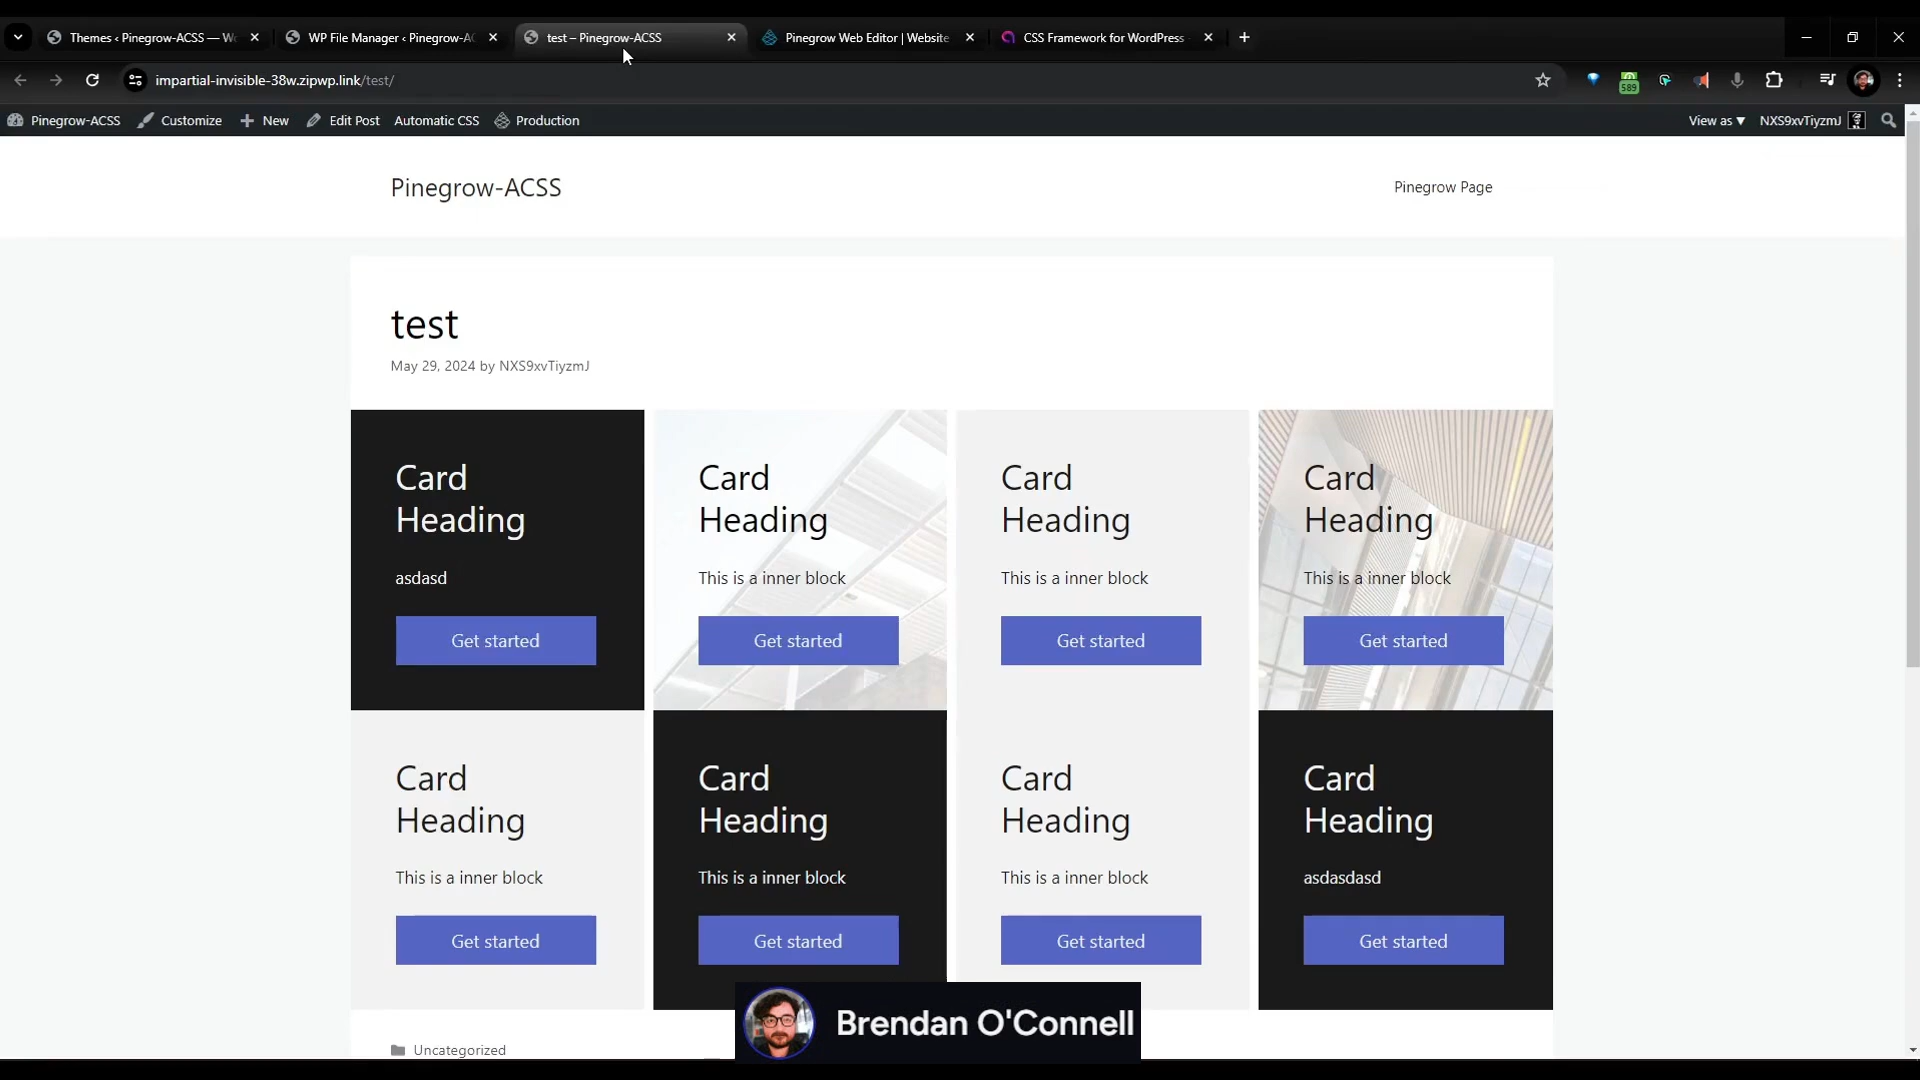 Themes ‹ Pinegrow-ACSS — W
WP File Manager ‹ Pinegrow-AC
test – Pinegrow-ACSS
Pinegrow Web Editor | Website
CSS Framework for WordPress
impartial-invisible-38w.zipwp.link/test/
589
Pinegrow-ACSS
Customize
New
Edit Post
Automatic CSS
Production
View as ▼
NXS9xvTiyzmJ
Pinegrow-ACSS
Pinegrow Page
test
May 29, 2024 by NXS9xvTiyzmJ
Card
Heading
asdasd
Get started
Card
Heading
This is a inner block
Get started
Card
Heading
This is a inner block
Get started
Card
Heading
This is a inner block
Get started
Card
Heading
This is a inner block
Get started
Card
Heading
This is a inner block
Get started
Card
Heading
This is a inner block
Get started
Card
Heading
asdasdasd
Get started
Brendan O'Connell
Uncategorized